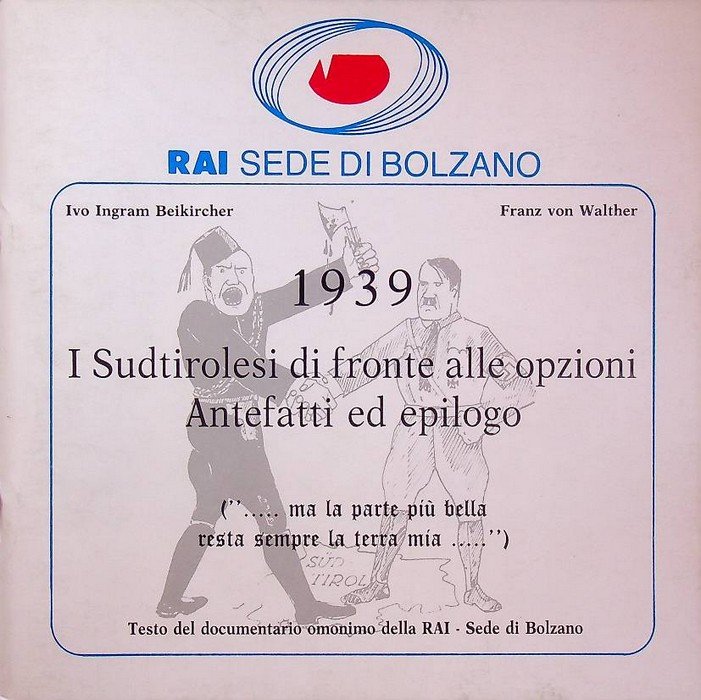 RAI SEDE DI BOLZANO
Ivo Ingram Beikircher
Franz von Walther
1939
I Sudtirolesi di fronte alle opzioni
Antefatti ed epilogo
(''..... ma la parte più bella
resta sempre la terra mia .....'')
SÜD
TIROL
Testo del documentario omonimo della RAI - Sede di Bolzano